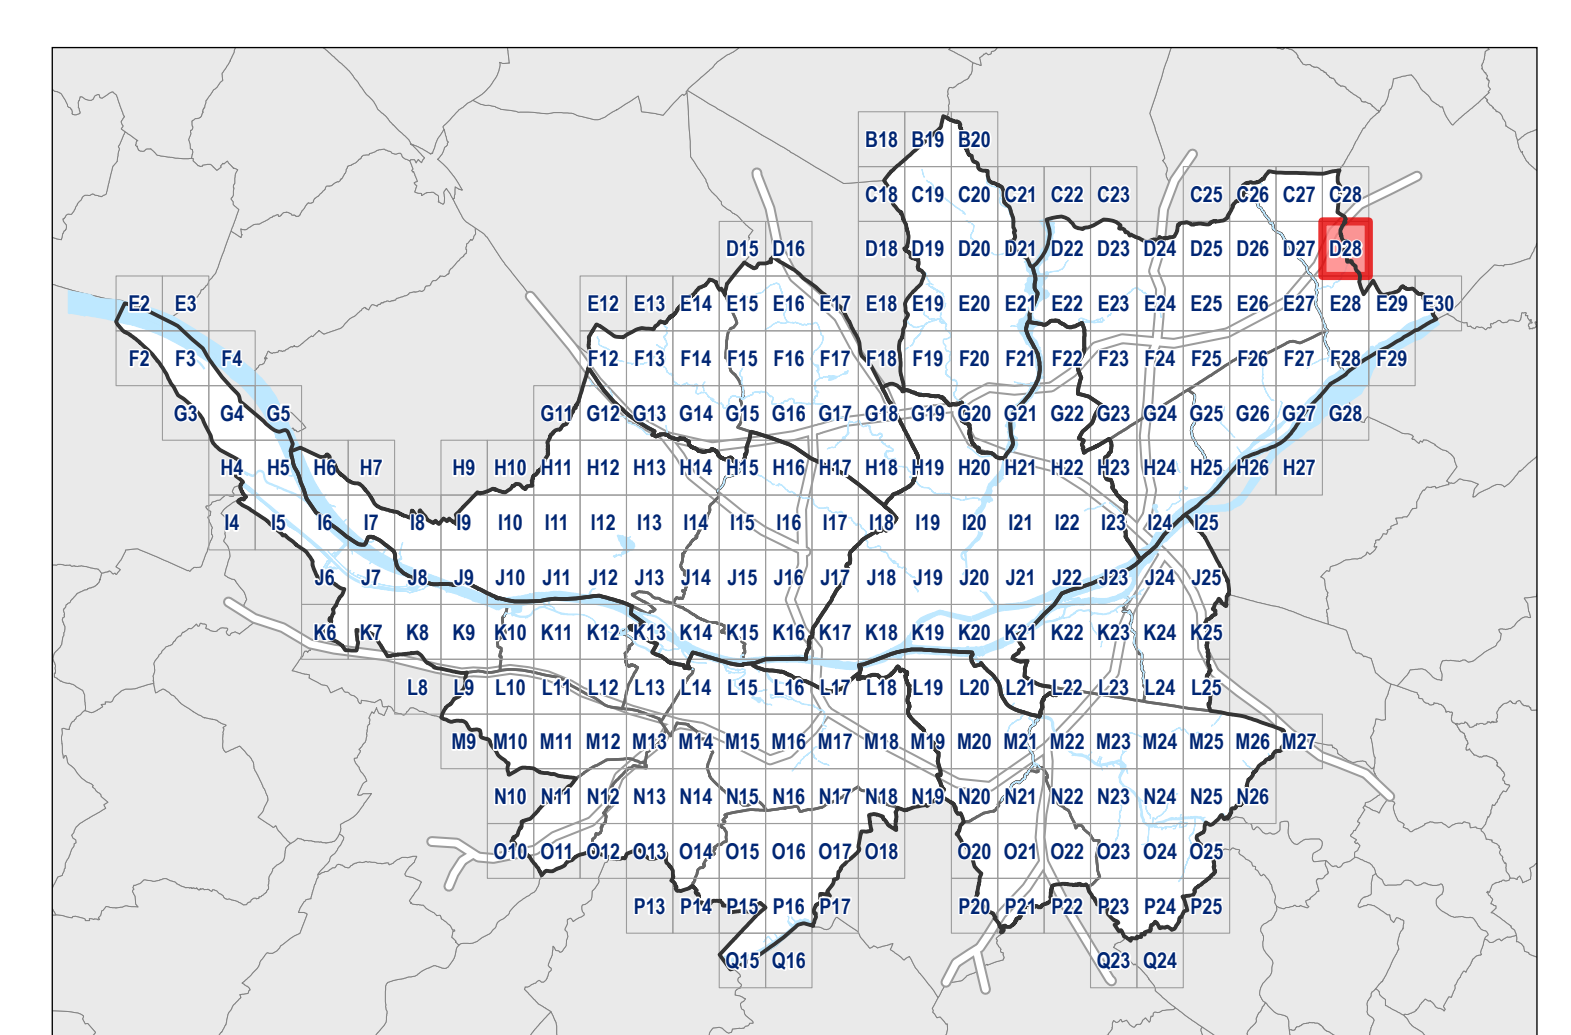 B18 B19 B20
C18 C19 C20 C21 C22 C23 C25 C26 C27 C28
D15 D16 D18 D19 D20 D21 D22 D23 D24 D25 D26 D27 D28
E2 E3 E12 E13 E14 E15 E16 E17 E18 E19 E20 E21 E22 E23 E24 E25 E26 E27 E28 E29 E30
F2 F3 F4 F12 F13 F14 F15 F16 F17 F18 F19 F20 F21 F22 F23 F24 F25 F26 F27 F28 F29
G3 G4 G5 G11 G12 G13 G14 G15 G16 G17 G18 G19 G20 G21 G22 G23 G24 G25 G26 G27 G28
H4 H5 H6 H7 H9 H10 H11 H12 H13 H14 H15 H16 H17 H18 H19 H20 H21 H22 H23 H24 H25 H26 H27
I4 I5 I6 I7 I8 I9 I10 I11 I12 I13 I14 I15 I16 I17 I18 I19 I20 I21 I22 I23 I24 I25
J6 J7 J8 J9 J10 J11 J12 J13 J14 J15 J16 J17 J18 J19 J20 J21 J22 J23 J24 J25
K6 K7 K8 K9 K10 K11 K12 K13 K14 K15 K16 K17 K18 K19 K20 K21 K22 K23 K24 K25
L8 L9 L10 L11 L12 L13 L14 L15 L16 L17 L18 L19 L20 L21 L22 L23 L24 L25
M9 M10 M11 M12 M13 M14 M15 M16 M17 M18 M19 M20 M21 M22 M23 M24 M25 M26 M27
N10 N11 N12 N13 N14 N15 N16 N17 N18 N19 N20 N21 N22 N23 N24 N25 N26
O10 O11 O12 O13 O14 O15 O16 O17 O18 O20 O21 O22 O23 O24 O25
P13 P14 P15 P16 P17 P20 P21 P22 P23 P24 P25
Q15 Q16 Q23 Q24